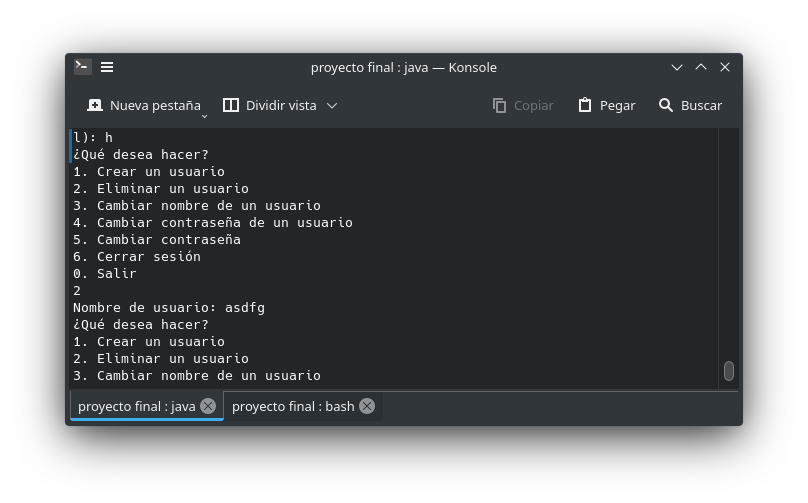 proyecto final : java — Konsole
Nueva pestaña
Dividir vista
Copiar
Pegar
Buscar
l): h
¿Qué desea hacer?
1. Crear un usuario
2. Eliminar un usuario
3. Cambiar nombre de un usuario
4. Cambiar contraseña de un usuario
5. Cambiar contraseña
6. Cerrar sesión
0. Salir
2
Nombre de usuario: asdfg
¿Qué desea hacer?
1. Crear un usuario
2. Eliminar un usuario
3. Cambiar nombre de un usuario
proyecto final : java
proyecto final : bash